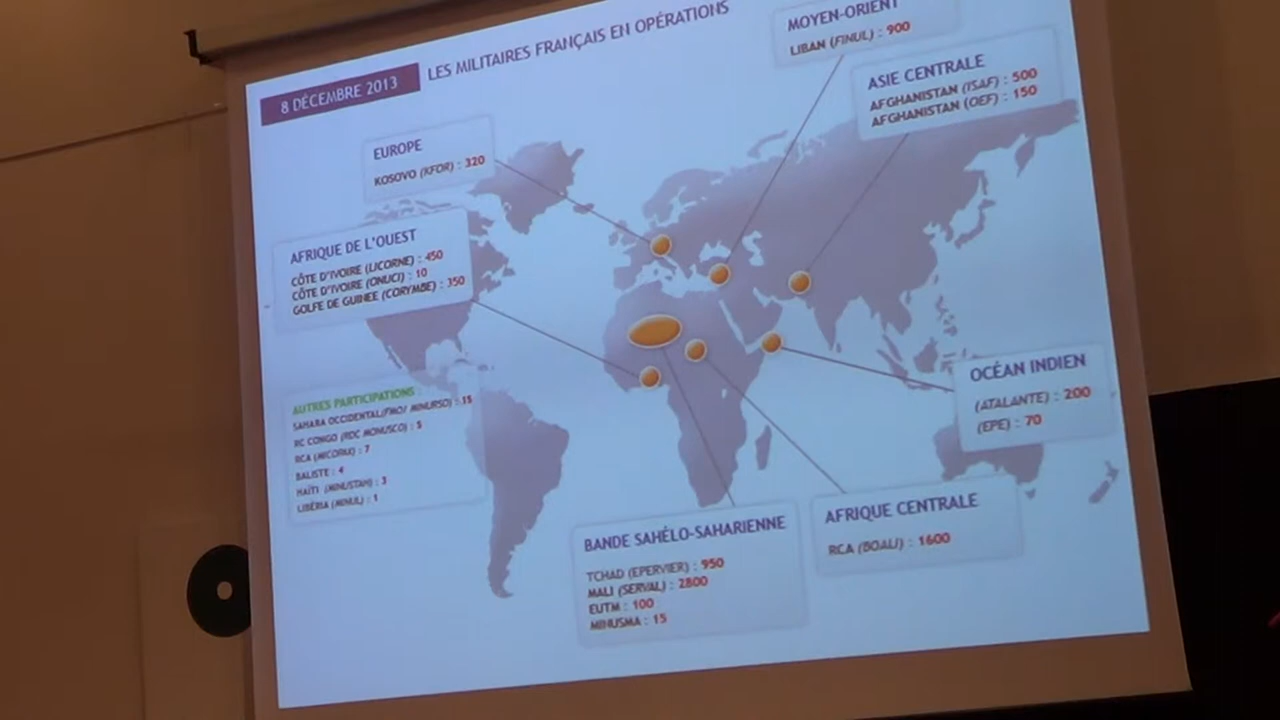 8 DÉCEMBRE 2013
LES MILITAIRES FRANÇAIS EN OPÉRATIONS
MOYEN-ORIENT
LIBAN (FINUL) : 900
ASIE CENTRALE
AFGHANISTAN (ISAF) : 500
AFGHANISTAN (OEF) : 150
EUROPE
KOSOVO (KFOR) : 320
AFRIQUE DE L'OUEST
CÔTE D'IVOIRE (LICORNE) : 450
CÔTE D'IVOIRE (ONUCI) : 10
GOLFE DE GUINEE (CORYMBE) : 350
AUTRES PARTICIPATIONS :
SAHARA OCCIDENTAL(FMO/ MINURSO) : 15
RC CONGO (RDC MONUSCO) : 5
RCA (MICOPAX) : 7
BALISTE : 4
HAÏTI (MINUSTAH) : 3
LIBÉRIA (MINUL) : 1
OCÉAN INDIEN
(ATALANTE) : 200
(EPE) : 70
BANDE SAHÉLO-SAHARIENNE
TCHAD (EPERVIER) : 950
MALI (SERVAL) : 2800
EUTM : 100
MINUSMA : 15
AFRIQUE CENTRALE
RCA (BOALI) : 1600